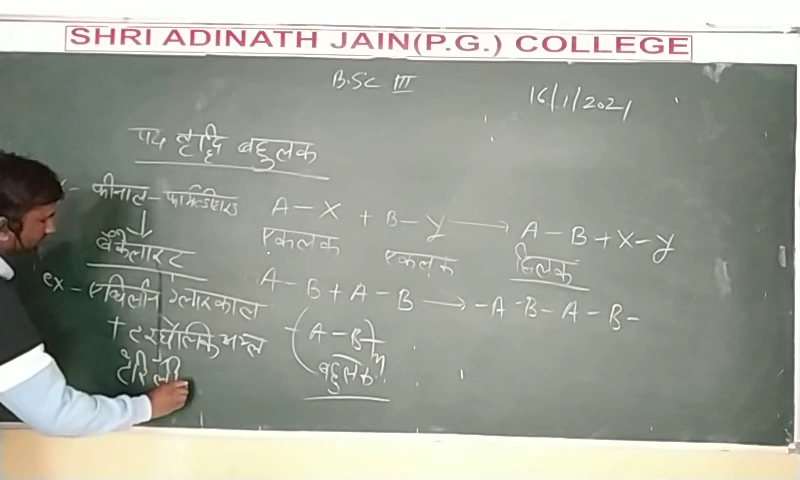 SHRI ADINATH JAIN(P.G.) COLLEGE
B.SC III
16/1/2021
पद वृद्धि बहुलक
फीनाल - फार्मेल्डिहाइड
↓
बैकेलाइट
A - X + B - Y → A - B + X - Y
एकलक एकलक द्विलक
A - B + A - B → - A - B - A - B -
ex - एथिलीन ग्लाइकाल
+ टरथैलिक अम्ल
टेरिली
(A - B)n
बहुलक